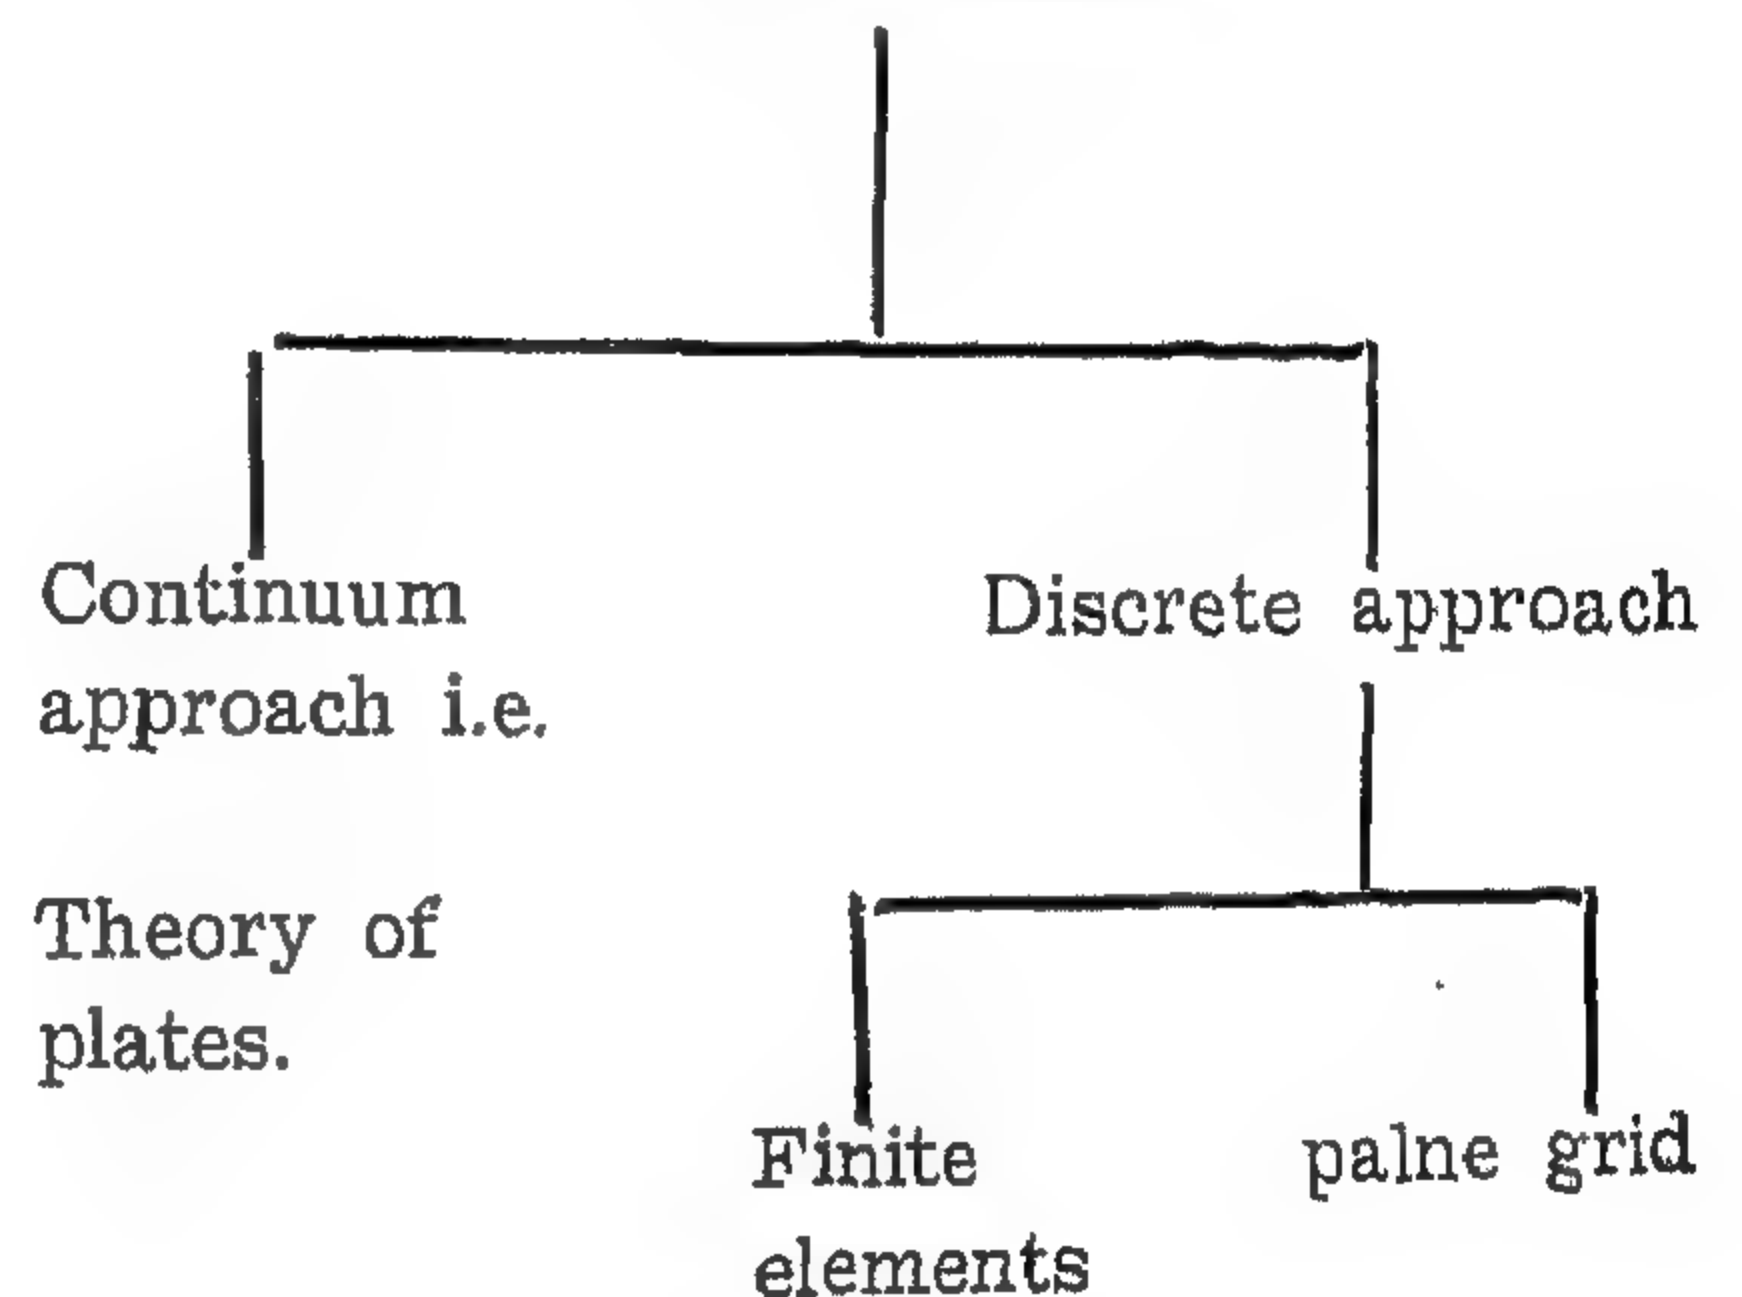 Continuum
approach i.e.
Theory of
plates.
Discrete approach
Finite
elements
palne grid